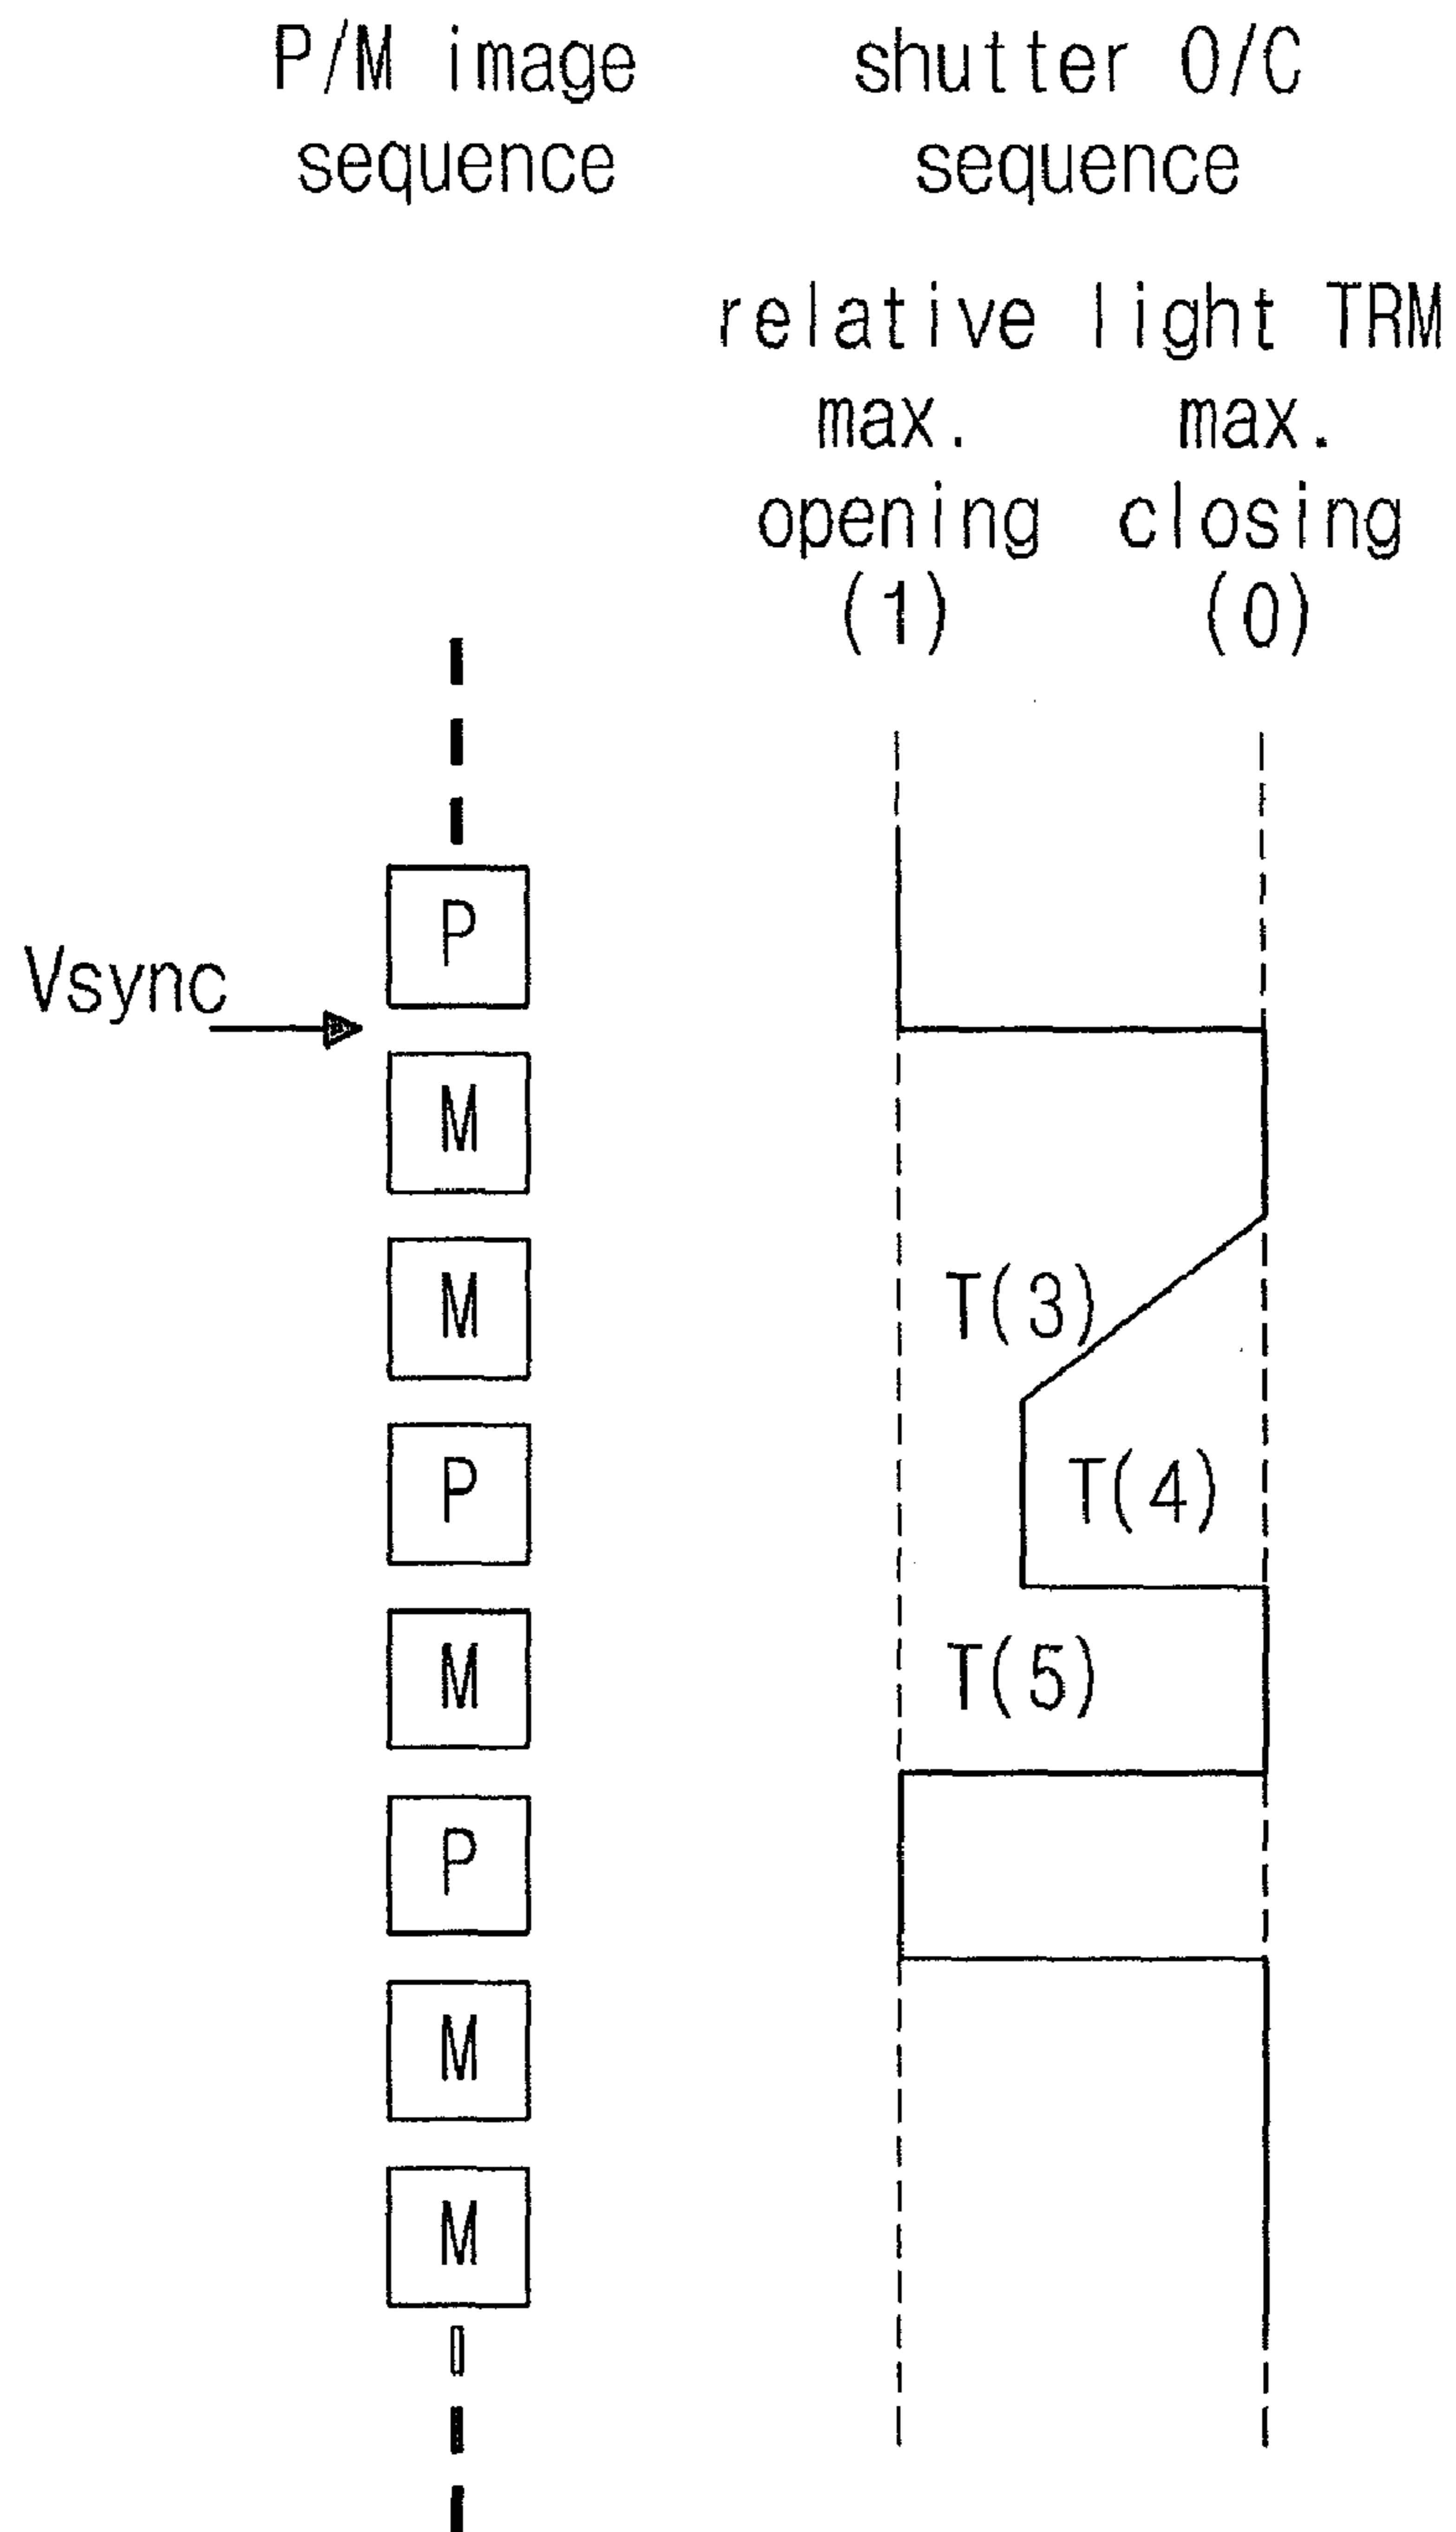 P/M image
sequence
shutter O/C
sequence
relative light TRM
max. max.
opening closing
(1) (0)
P
Vsync
M
M
T(3)
P
T(4)
M
T(5)
P
M
M